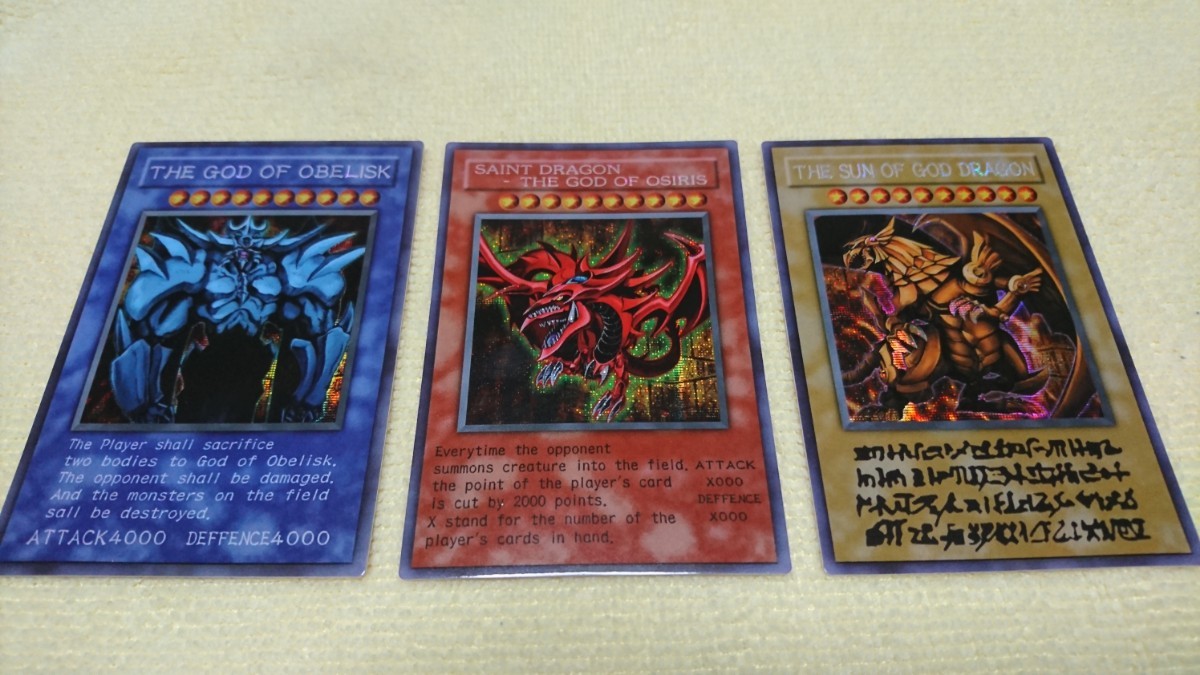 THE GOD OF OBELISK
The Player shall sacrifice
two bodies to God of Obelisk.
The opponent shall be damaged.
And the monsters on the field
sall be destroyed.
ATTACK4000 DEFFENCE4000
SAINT DRAGON
- THE GOD OF OSIRIS
Everytime the opponent
summons creature into the field.
the point of the player's card
is cut by 2000 points.
X stand for the number of the
player's cards in hand.
ATTACK
X000
DEFFENCE
X000
THE SUN OF GOD DRAGON